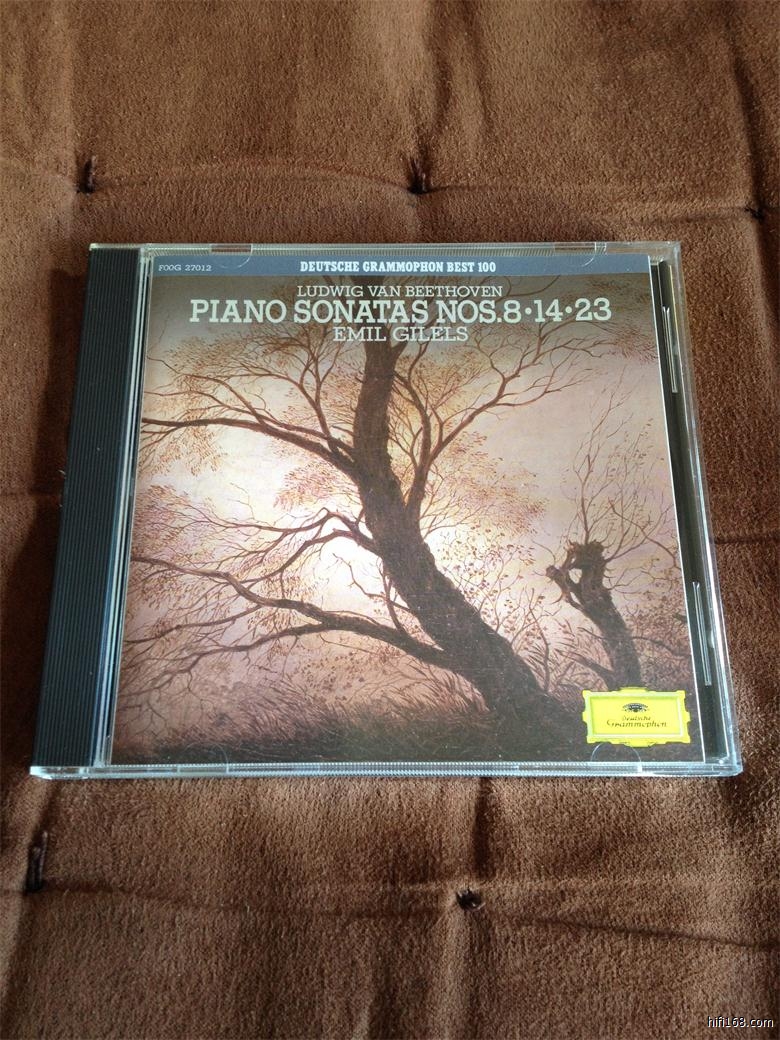 F00G 27012
DEUTSCHE GRAMMOPHON BEST 100
LUDWIG VAN BEETHOVEN
PIANO SONATAS NOS.8·14·23
EMIL GILELS
Deutsche
Grammophon
hifi168.com